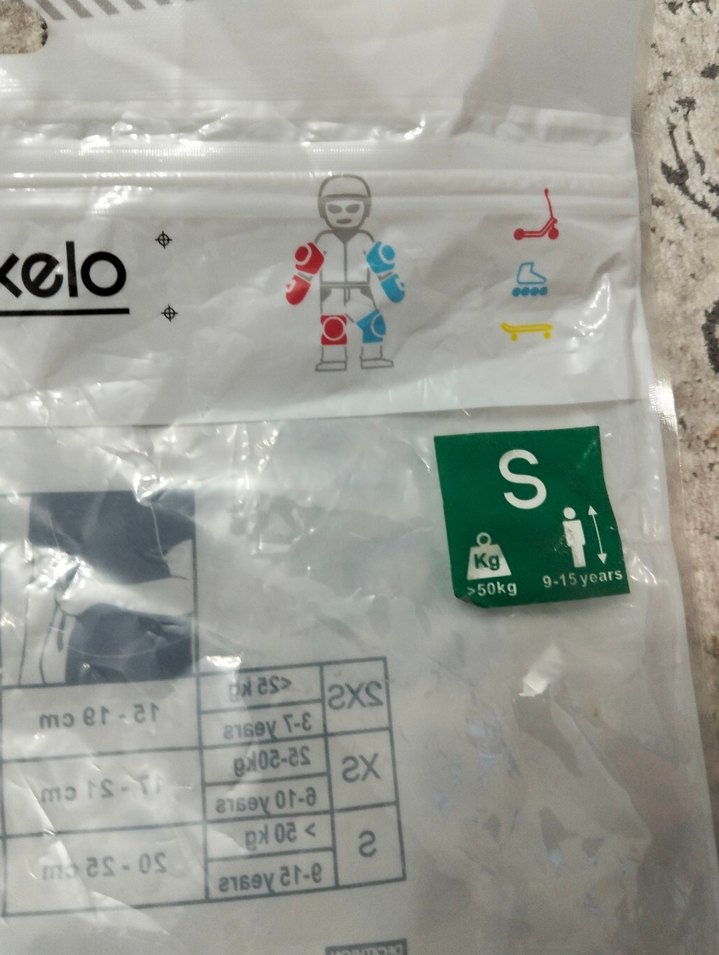 xelo
S
Kg
>50kg
9-15 years
2XS
<25 kg
3-7 years
15 - 19 cm
XS
25-50kg
6-10 years
17 - 21 cm
S
> 50 kg
9-15 years
20 - 25 cm
DECATHLON